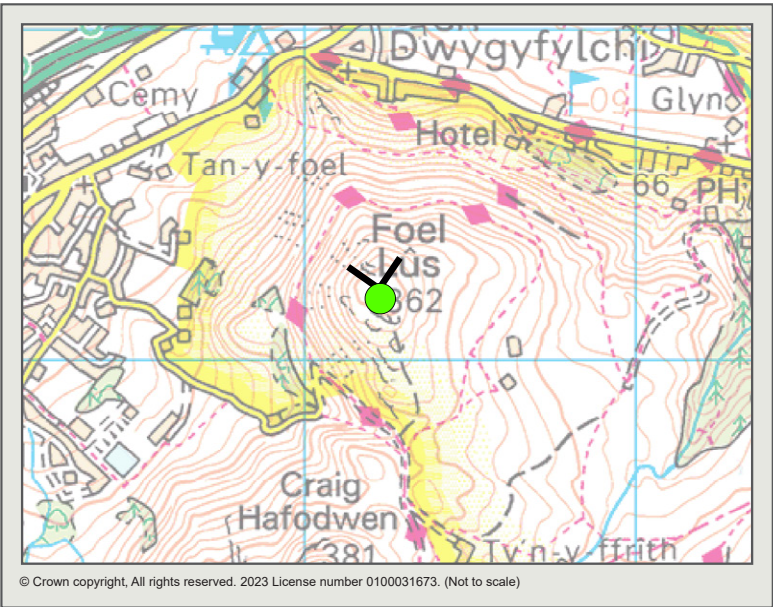 Dwygyfylchi
Cemy
Glyn
Hotel
Tan-y-foel
66
PH
Foel
Lus
362
Craig
Hafodwen
381
Ty'n-y-ffrith
© Crown copyright, All rights reserved. 2023 License number 0100031673. (Not to scale)